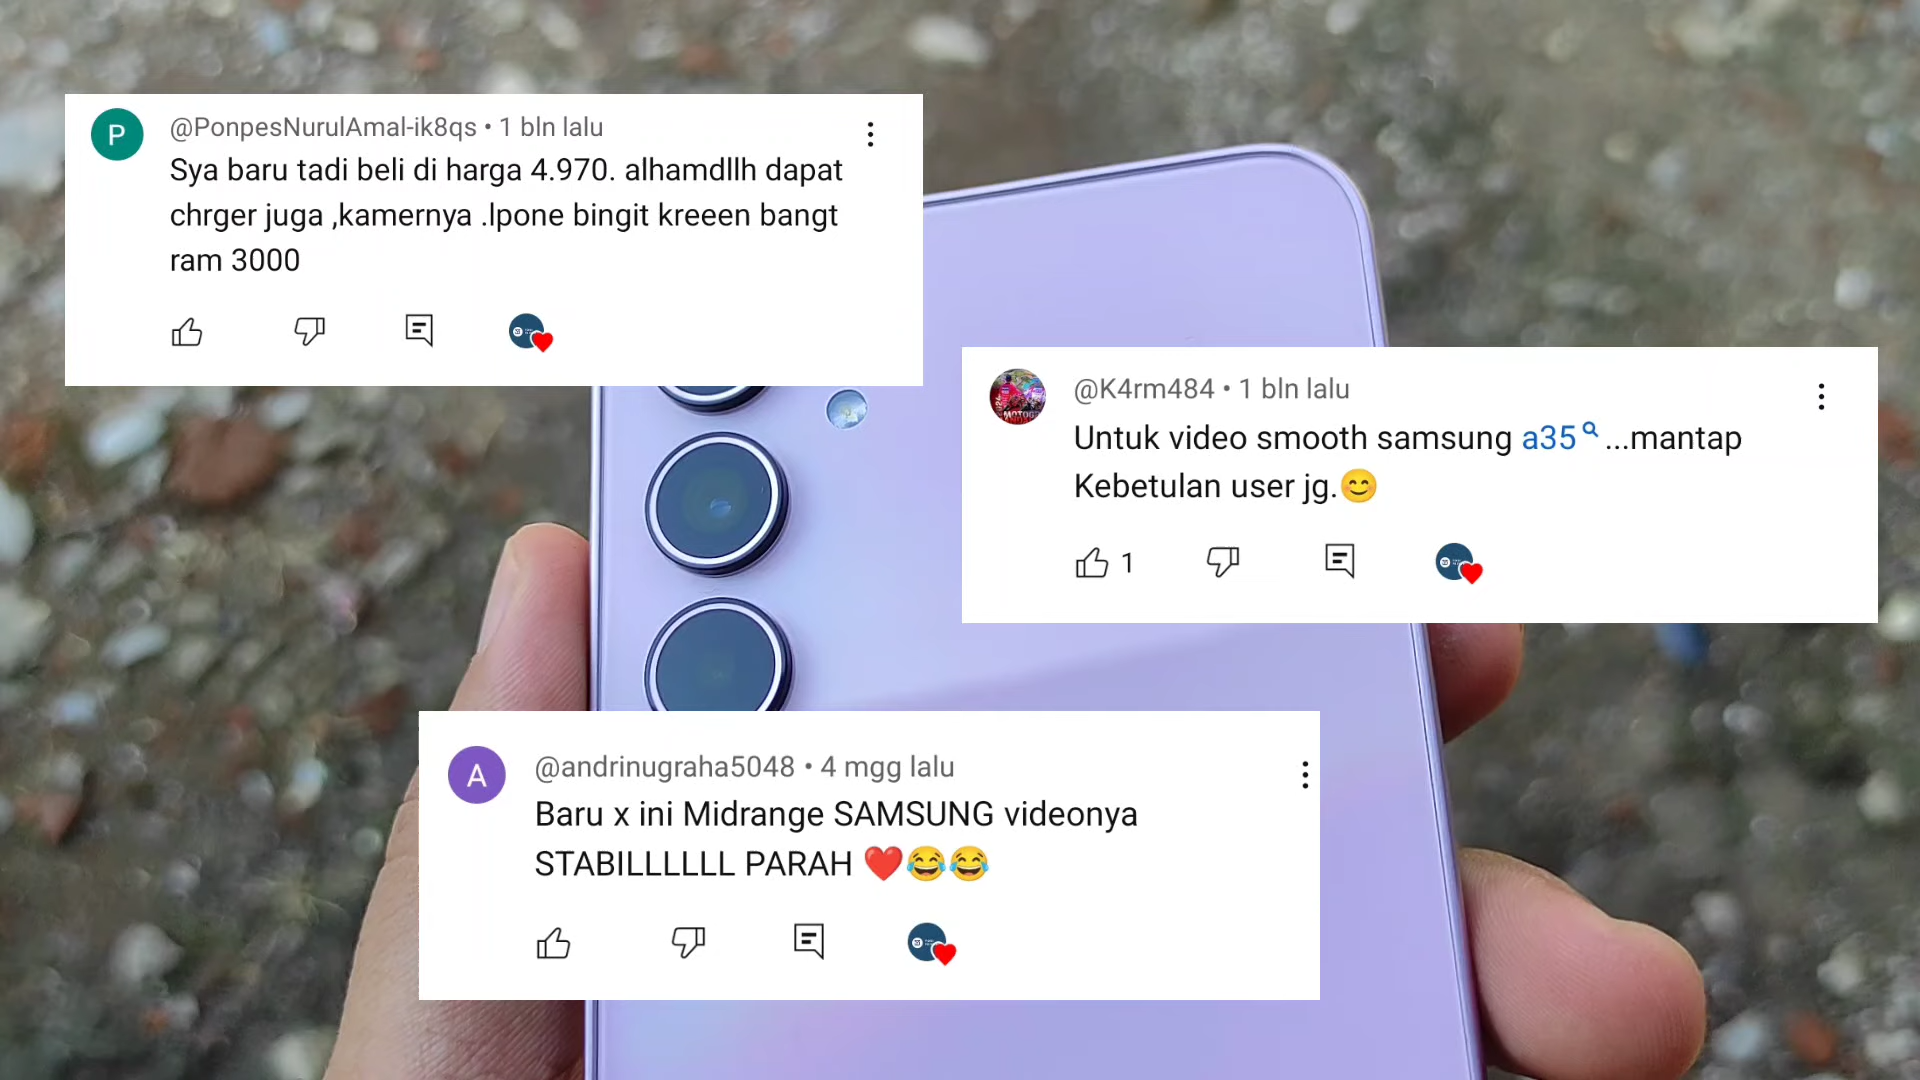 P
@PonpesNurulAmal-ik8qs • 1 bln lalu
Sya baru tadi beli di harga 4.970. alhamdllh dapat
chrger juga ,kamernya .Ipone bingit kreeen bangt
ram 3000
@K4rm484 • 1 bln lalu
Untuk video smooth samsung a35 ...mantap
Kebetulan user jg.😊
1
A
@andrinugraha5048 • 4 mgg lalu
Baru x ini Midrange SAMSUNG videonya
STABILLLLLL PARAH ❤️😂😂